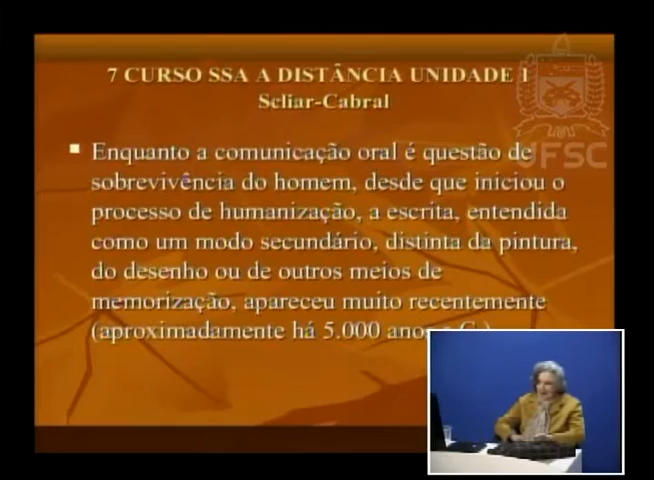 7 CURSO SSA A DISTÂNCIA UNIDADE I
Scliar-Cabral
Enquanto a comunicação oral é questão de
sobrevivência do homem, desde que iniciou o
processo de humanização, a escrita, entendida
como um modo secundário, distinta da pintura,
do desenho ou de outros meios de
memorização, apareceu muito recentemente
(aproximadamente há 5.000
UFSC